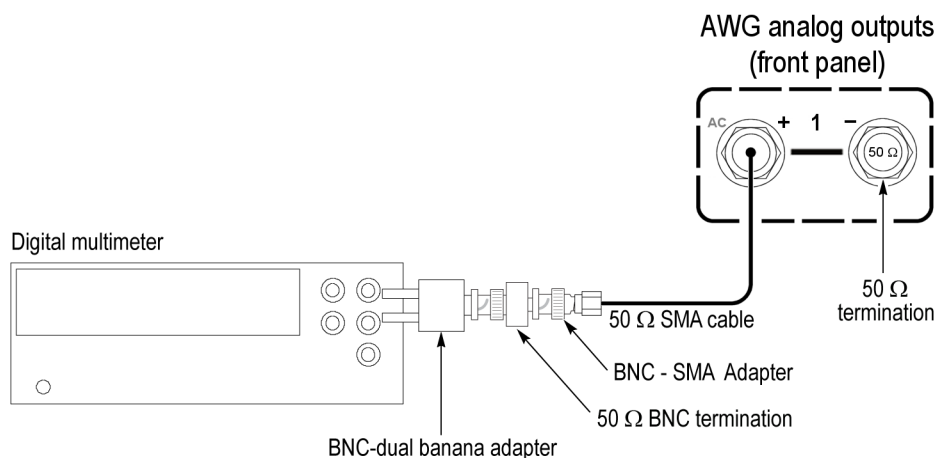 AWG analog outputs
(front panel)
AC + 1 –
50 Ω
Digital multimeter
50 Ω
termination
50 Ω SMA cable
BNC - SMA Adapter
50 Ω BNC termination
BNC-dual banana adapter